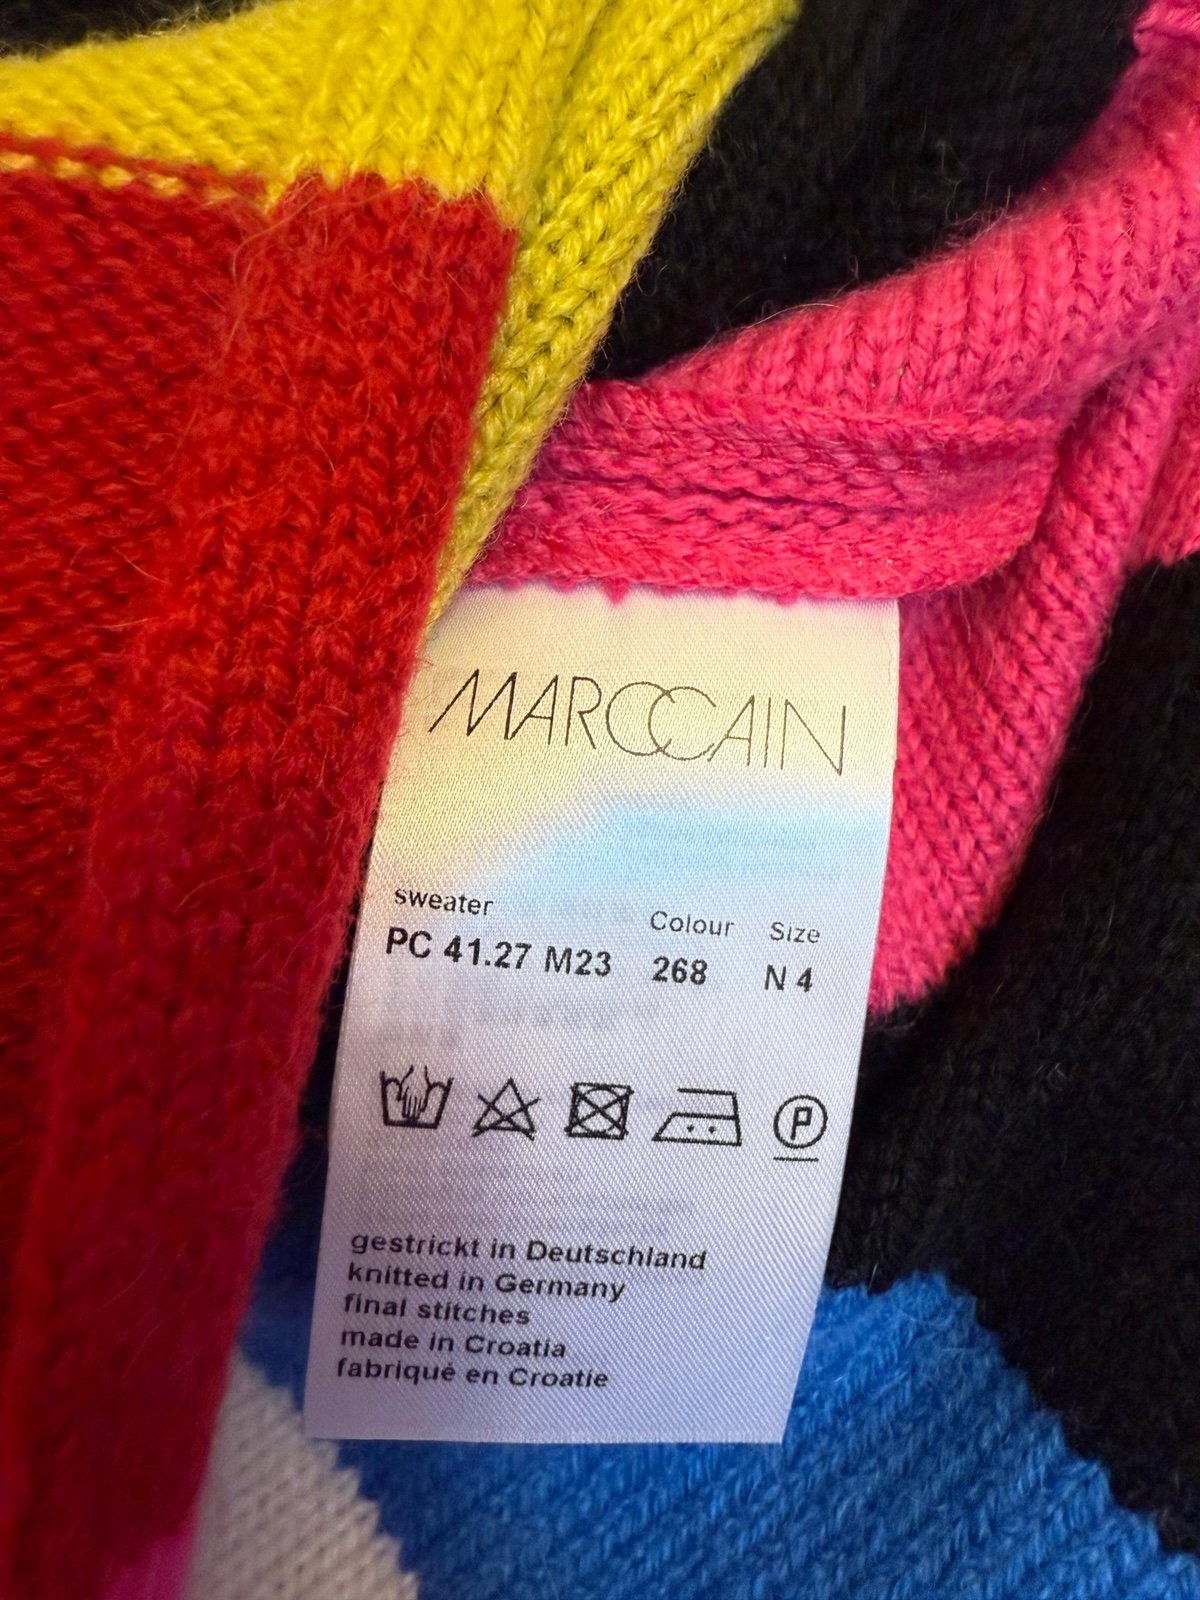 MARCCAIN
sweater Colour Size
PC 41.27 M23 268 N 4
P
gestrickt in Deutschland
knitted in Germany
final stitches
made in Croatia
fabriqué en Croatie